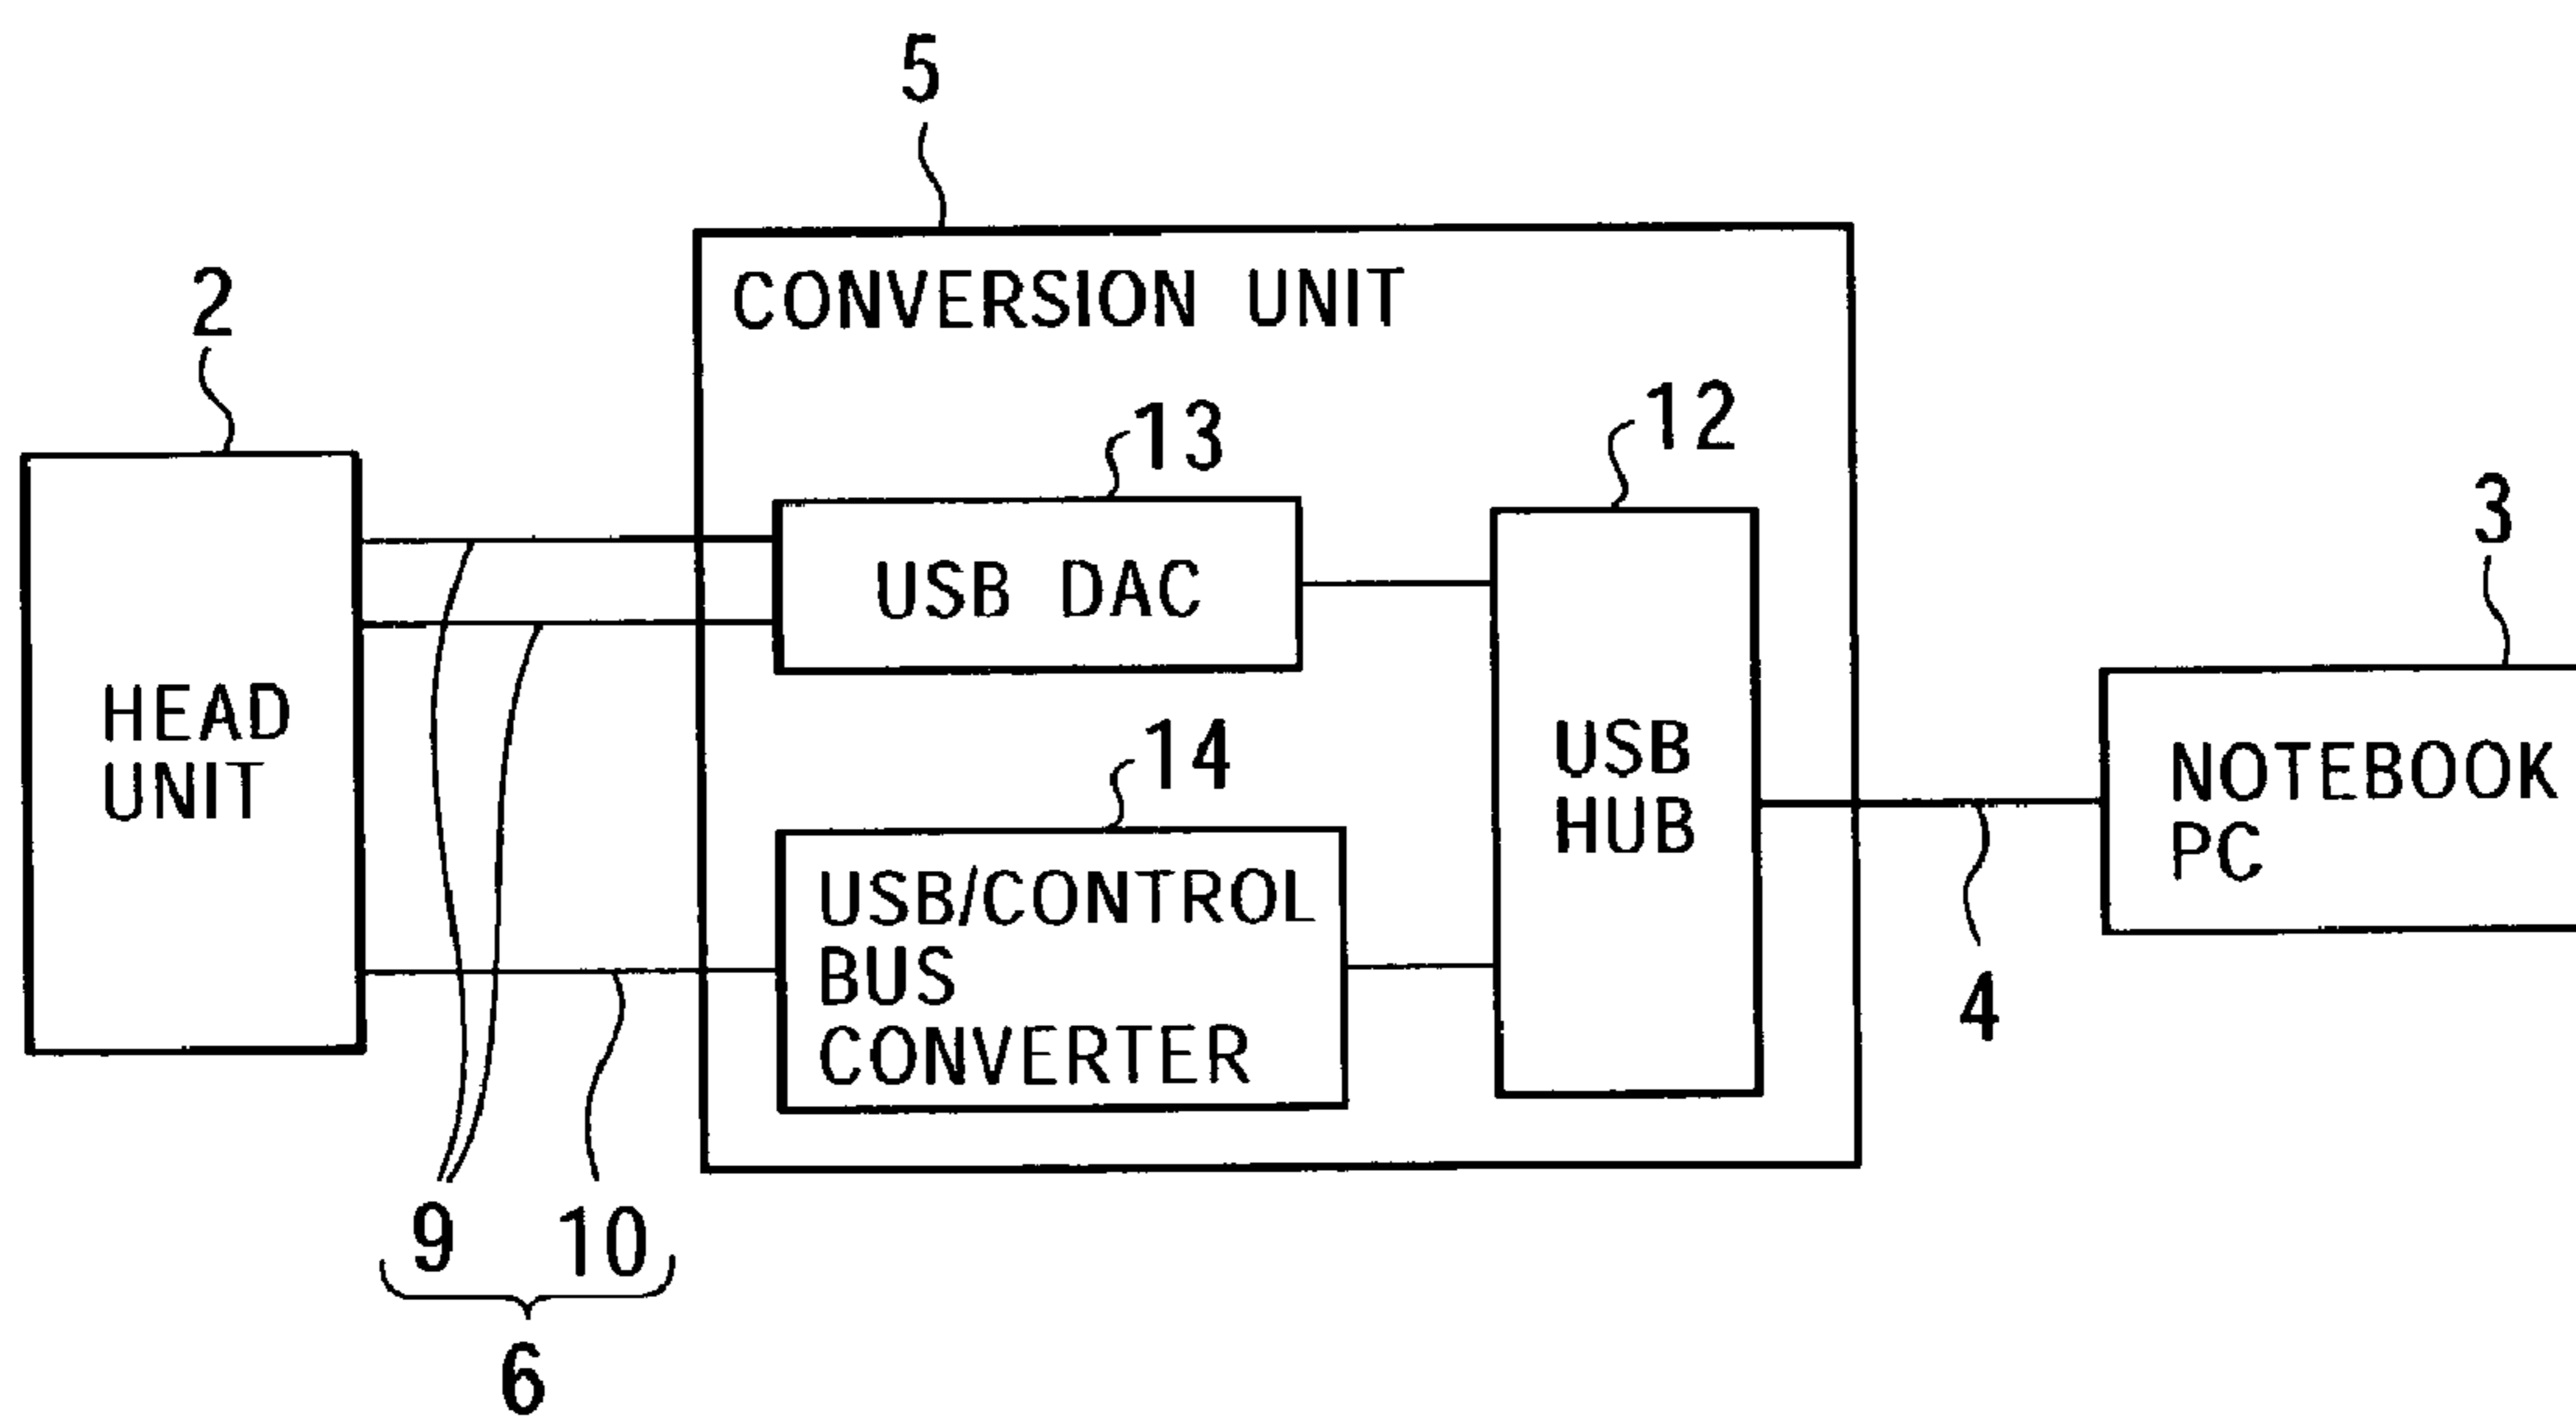 5
CONVERSION UNIT
2
13
12
3
USB DAC
HEAD
UNIT
14
USB
HUB
NOTEBOOK
PC
USB/CONTROL
BUS
CONVERTER
4
9
10
6